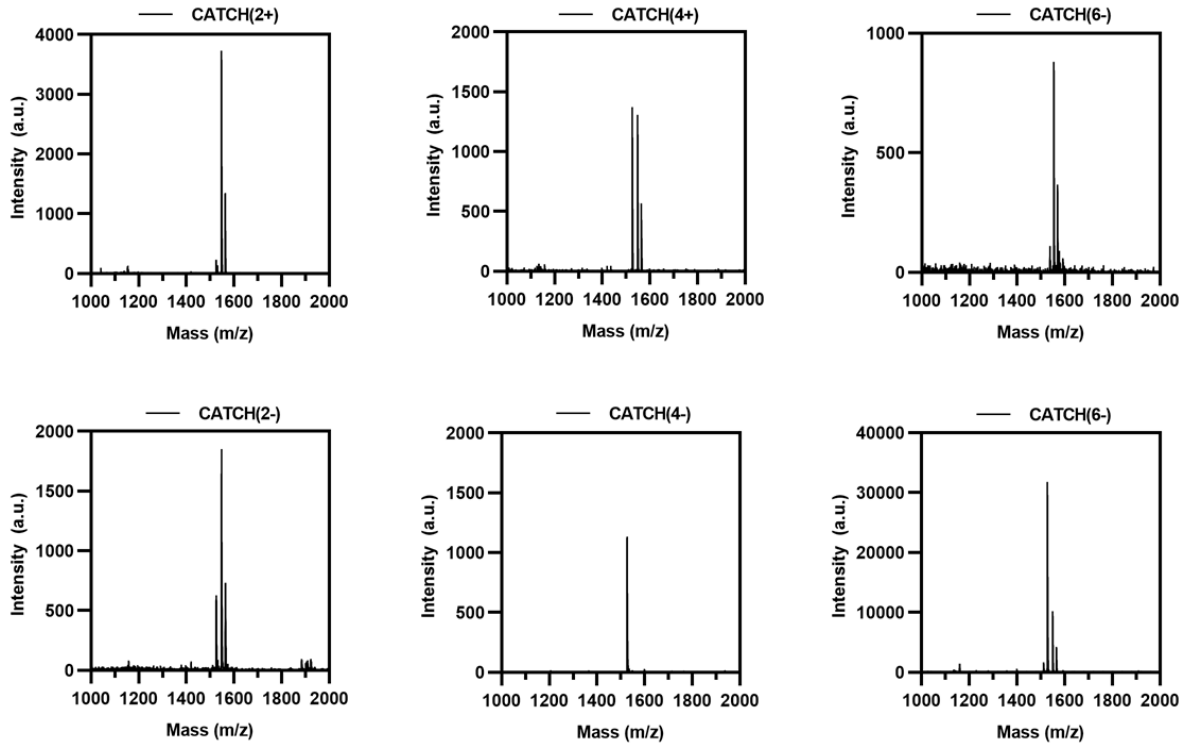 CATCH(2+)
4000
3000
2000
1000
0
Intensity (a.u.)
1000 1200 1400 1600 1800 2000
Mass (m/z)
CATCH(4+)
2000
1500
1000
500
0
Intensity (a.u.)
1000 1200 1400 1600 1800 2000
Mass (m/z)
CATCH(6-)
1000
500
0
Intensity (a.u.)
1000 1200 1400 1600 1800 2000
Mass (m/z)
CATCH(2-)
2000
1500
1000
500
0
Intensity (a.u.)
1000 1200 1400 1600 1800 2000
Mass (m/z)
CATCH(4-)
2000
1500
1000
500
0
Intensity (a.u.)
1000 1200 1400 1600 1800 2000
Mass (m/z)
CATCH(6-)
40000
30000
20000
10000
0
Intensity (a.u.)
1000 1200 1400 1600 1800 2000
Mass (m/z)